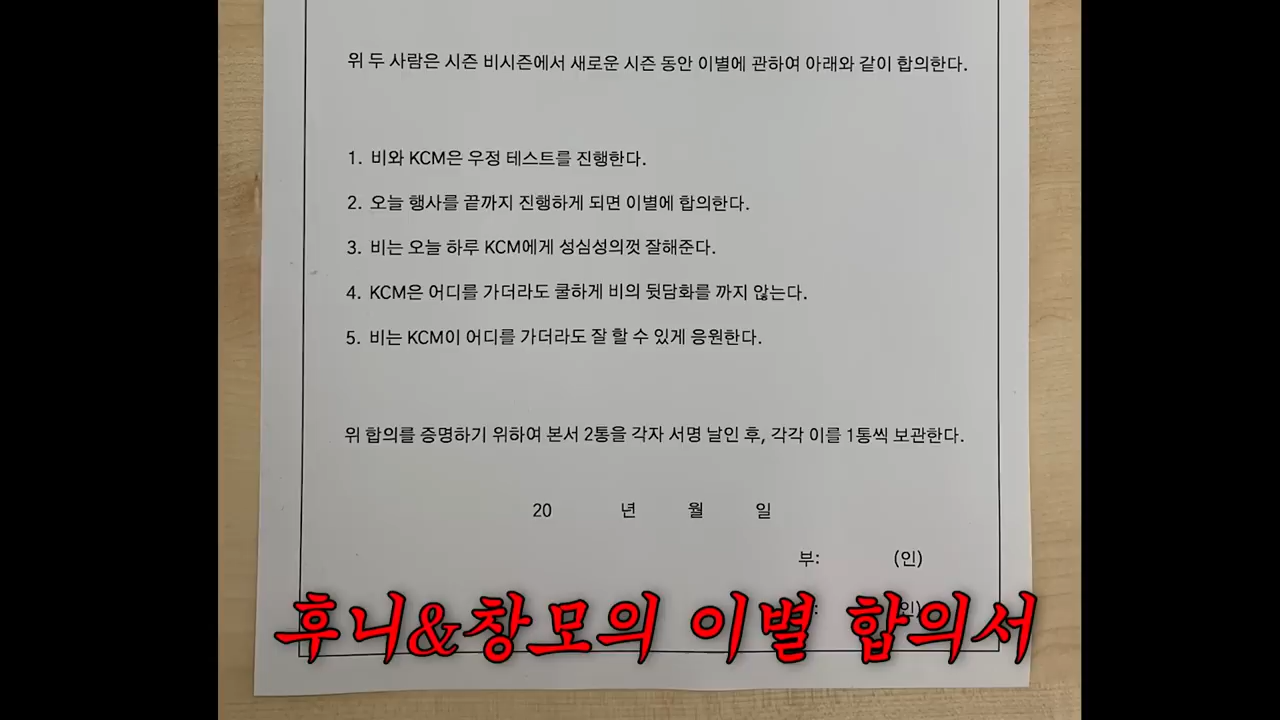 위 두 사람은 시즌 비시즌에서 새로운 시즌 동안 이별에 관하여 아래와 같이 합의한다.
1. 비와 KCM은 우정 테스트를 진행한다.
2. 오늘 행사를 끝까지 진행하게 되면 이별에 합의한다.
3. 비는 오늘 하루 KCM에게 성심성의껏 잘해준다.
4. KCM은 어디를 가더라도 쿨하게 비의 뒷담화를 까지 않는다.
5. 비는 KCM이 어디를 가더라도 잘 할 수 있게 응원한다.
위 합의를 증명하기 위하여 본서 2통을 각자 서명 날인 후, 각각 이를 1통씩 보관한다.
20 년 월 일
부: (인)
: 인)
후니&창모의 이별 합의서